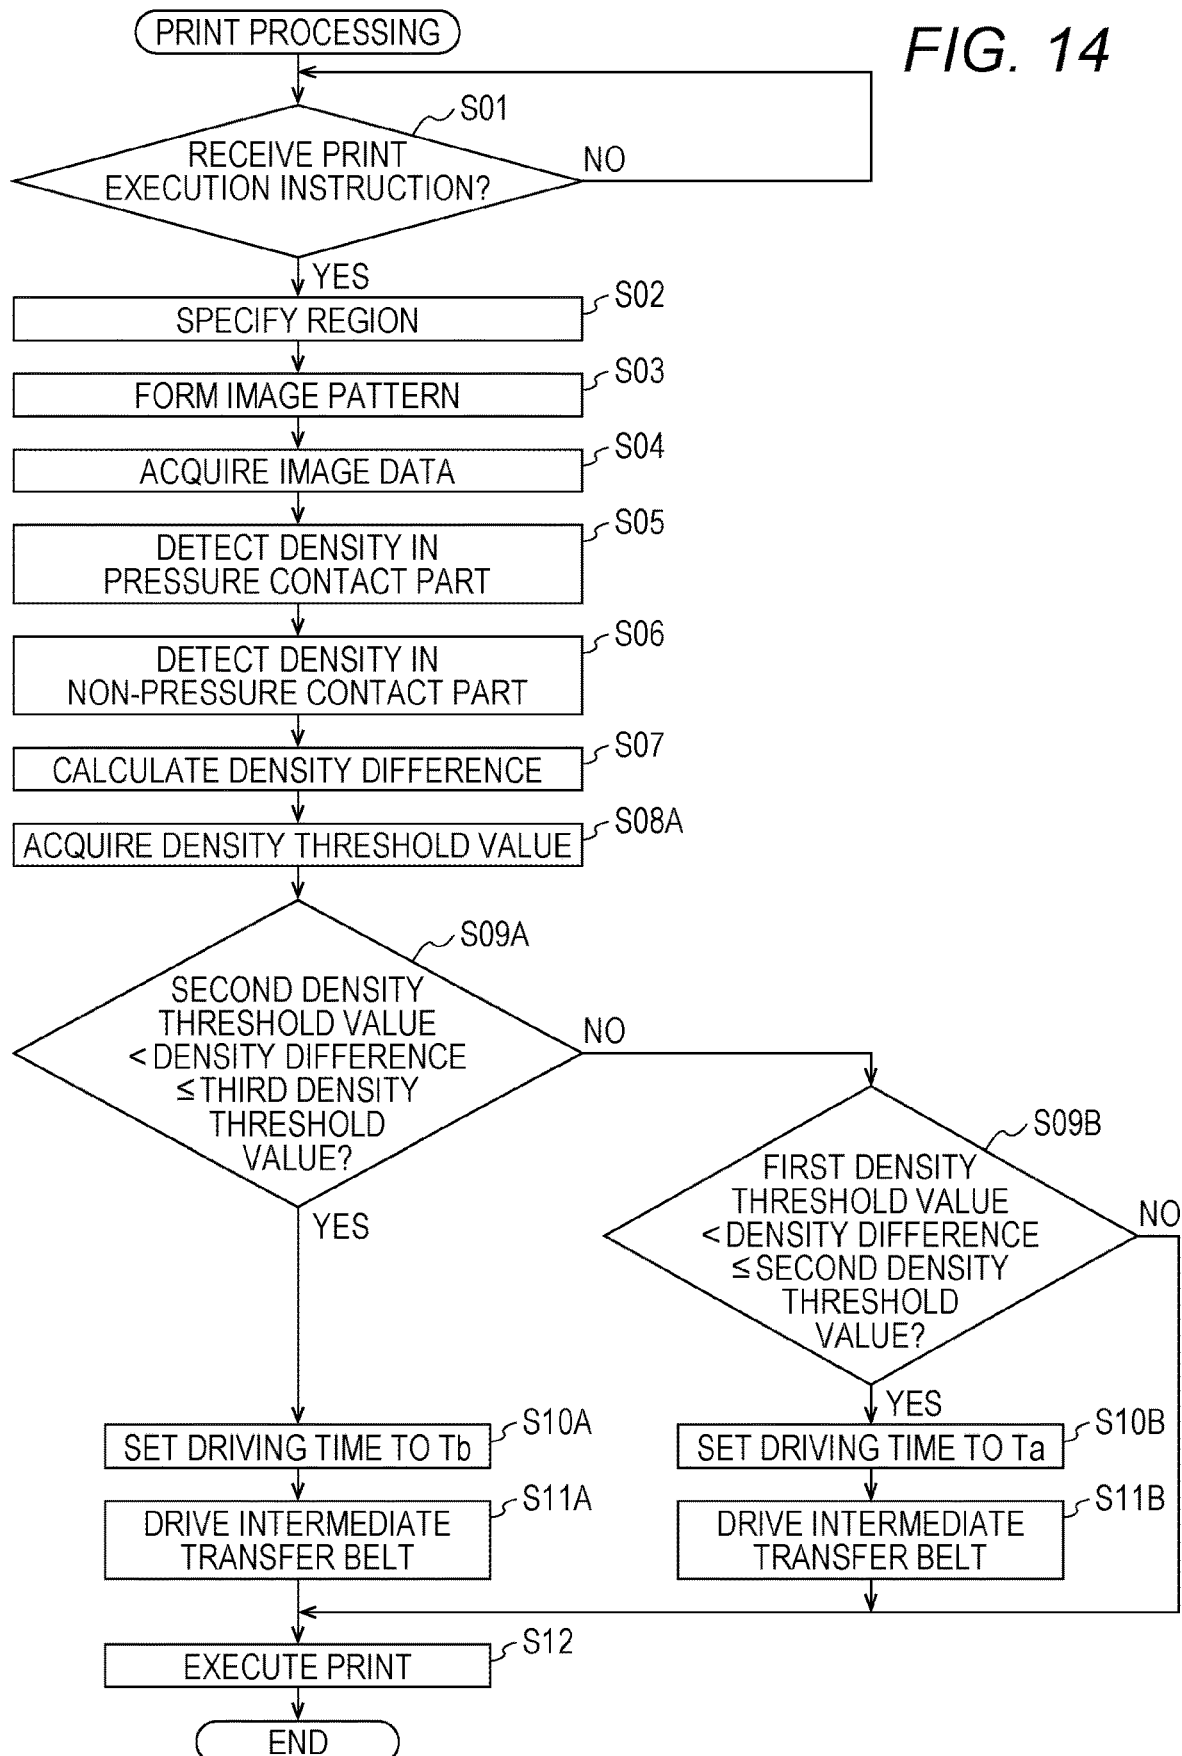 PRINT PROCESSING
FIG. 14
S01
RECEIVE PRINT
EXECUTION INSTRUCTION?
NO
YES
S02
SPECIFY REGION
S03
FORM IMAGE PATTERN
S04
ACQUIRE IMAGE DATA
S05
DETECT DENSITY IN
PRESSURE CONTACT PART
S06
DETECT DENSITY IN
NON-PRESSURE CONTACT PART
S07
CALCULATE DENSITY DIFFERENCE
S08A
ACQUIRE DENSITY THRESHOLD VALUE
S09A
SECOND DENSITY
THRESHOLD VALUE
< DENSITY DIFFERENCE
≤ THIRD DENSITY
THRESHOLD
VALUE?
NO
YES
S09B
FIRST DENSITY
THRESHOLD VALUE
< DENSITY DIFFERENCE
≤ SECOND DENSITY
THRESHOLD
VALUE?
NO
YES
S10A
SET DRIVING TIME TO Tb
S10B
SET DRIVING TIME TO Ta
S11A
DRIVE INTERMEDIATE
TRANSFER BELT
S11B
DRIVE INTERMEDIATE
TRANSFER BELT
S12
EXECUTE PRINT
END